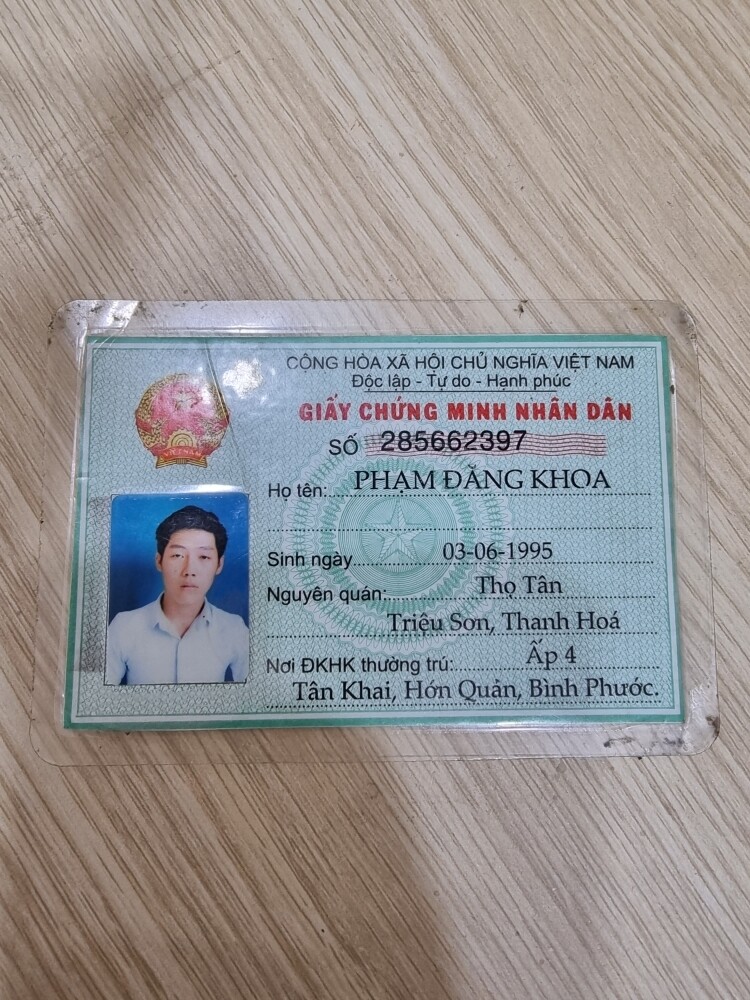 CỘNG HÒA XÃ HỘI CHỦ NGHĨA VIỆT NAM
Độc lập - Tự do - Hạnh phúc
GIẤY CHỨNG MINH NHÂN DÂN
SỐ 285662397
Họ tên: PHẠM ĐĂNG KHOA
Sinh ngày 03-06-1995
Nguyên quán: Thọ Tân
Triệu Sơn, Thanh Hoá
Nơi ĐKHK thường trú: Ấp 4
Tân Khai, Hớn Quản, Bình Phước.
VIETNAM